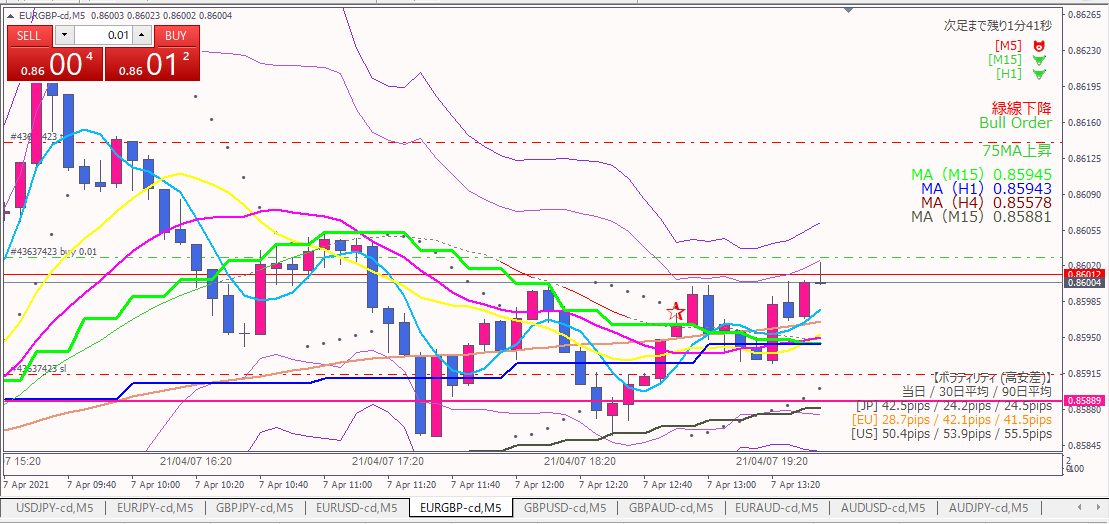 EURGBP-cd,M5 0.86003 0.86023 0.86002 0.86004
SELL 0.01 BUY
0.86 00 4 0.86 01 2
次足まで残り1分41秒
[M5]
[M15]
[H1]
緑線下降
Bull Order
75MA上昇
MA（M15）0.85945
MA（H1）0.85943
MA（H4）0.85578
MA（M15）0.85881
#43637423
#43637423 buy 0.01
#43637423 sl
【ボラティリティ(高安差)】
当日 / 30日平均 / 90日平均
[JP] 42.5pips / 24.2pips / 24.5pips
[EU] 28.7pips / 42.1pips / 41.5pips
[US] 50.4pips / 53.9pips / 55.5pips
0.86265
0.86230
0.86195
0.86160
0.86125
0.86090
0.86055
0.86020
0.86012
0.86004
0.85985
0.85950
0.85915
0.85889
0.85880
0.85845
07 15:20 21/04/07 16:20 21/04/07 17:20 21/04/07 18:20 21/04/07 19:20
7 Apr 2021 7 Apr 09:40 7 Apr 10:00 7 Apr 10:20 7 Apr 10:40 7 Apr 11:00 7 Apr 11:20 7 Apr 11:40 7 Apr 12:00 7 Apr 12:20 7 Apr 12:40 7 Apr 13:00 7 Apr 13:20
USDJPY-cd,M5 EURJPY-cd,M5 GBPJPY-cd,M5 EURUSD-cd,M5 EURGBP-cd,M5 GBPUSD-cd,M5 GBPAUD-cd,M5 EURAUD-cd,M5 AUDUSD-cd,M5 AUDJPY-cd,M5